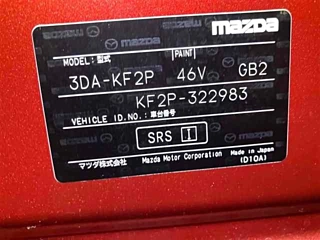 mazda
MODEL: 型式 PAINT
3DA-KF2P 46V GB2
KF2P-322983
VEHICLE ID.NO.: 車台番号
SRS I
マツダ株式会社 Mazda Motor Corporation Made in Japan
(D10A)